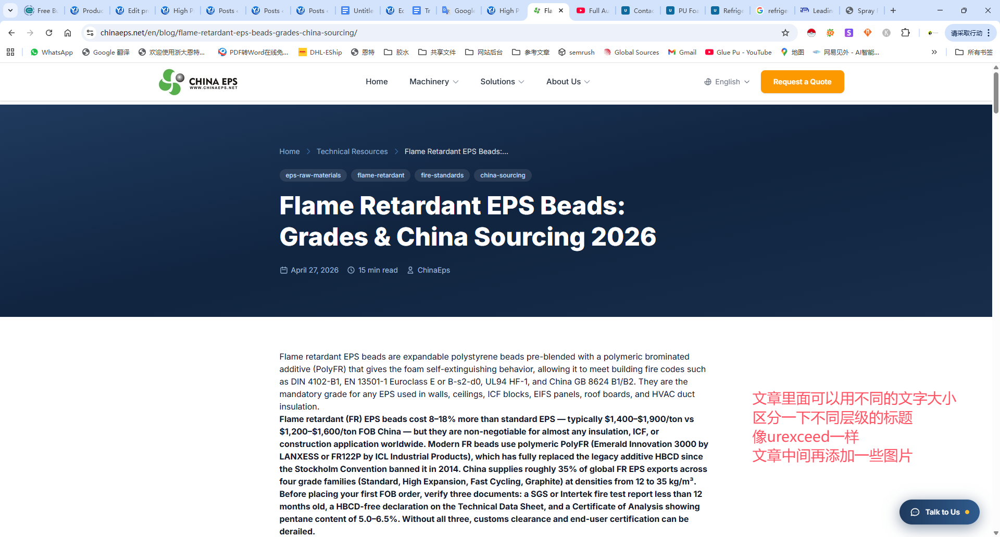 Free Bu
Produc
Edit pr
High P
Posts
Posts
Posts
Untitle
Ec
Tr
Google
High P
Fla
Full Au
Contac
PU Foa
Refrige
refrige
Leadin
Spray
chinaeps.net/en/blog/flame-retardant-eps-beads-grades-china-sourcing/
请采取行动
WhatsApp
Google 翻译
欢迎使用浙大恩特...
PDF转Word在线免...
DHL-EShip
恩特
胶水
共享文件
网站后台
参考文章
semrush
Global Sources
Gmail
Glue Pu - YouTube
地图
网易见外 - AI智能...
所有书签
CHINA EPS
WWW.CHINAEPS.NET
Home
Machinery
Solutions
About Us
English
Request a Quote
Home
Technical Resources
Flame Retardant EPS Beads:...
eps-raw-materials
flame-retardant
fire-standards
china-sourcing
Flame Retardant EPS Beads:
Grades & China Sourcing 2026
April 27, 2026
15 min read
ChinaEps
Flame retardant EPS beads are expandable polystyrene beads pre-blended with a polymeric brominated
additive (PolyFR) that gives the foam self-extinguishing behavior, allowing it to meet building fire codes such
as DIN 4102-B1, EN 13501-1 Euroclass E or B-s2-d0, UL94 HF-1, and China GB 8624 B1/B2. They are the
mandatory grade for any EPS used in walls, ceilings, ICF blocks, EIFS panels, roof boards, and HVAC duct
insulation.
Flame retardant (FR) EPS beads cost 8–18% more than standard EPS — typically $1,400–$1,900/ton vs
$1,200–$1,600/ton FOB China — but they are non-negotiable for almost any insulation, ICF, or
construction application worldwide. Modern FR beads use polymeric PolyFR (Emerald Innovation 3000 by
LANXESS or FR122P by ICL Industrial Products), which has fully replaced the legacy additive HBCD since
the Stockholm Convention banned it in 2014. China supplies roughly 35% of global FR EPS exports across
four grade families (Standard, High Expansion, Fast Cycling, Graphite) at densities from 12 to 35 kg/m³.
Before placing your first FOB order, verify three documents: a SGS or Intertek fire test report less than 12
months old, a HBCD-free declaration on the Technical Data Sheet, and a Certificate of Analysis showing
pentane content of 5.0–6.5%. Without all three, customs clearance and end-user certification can be
derailed.
文章里面可以用不同的文字大小
区分一下不同层级的标题
像urexceed一样
文章中间再添加一些图片
Talk to Us